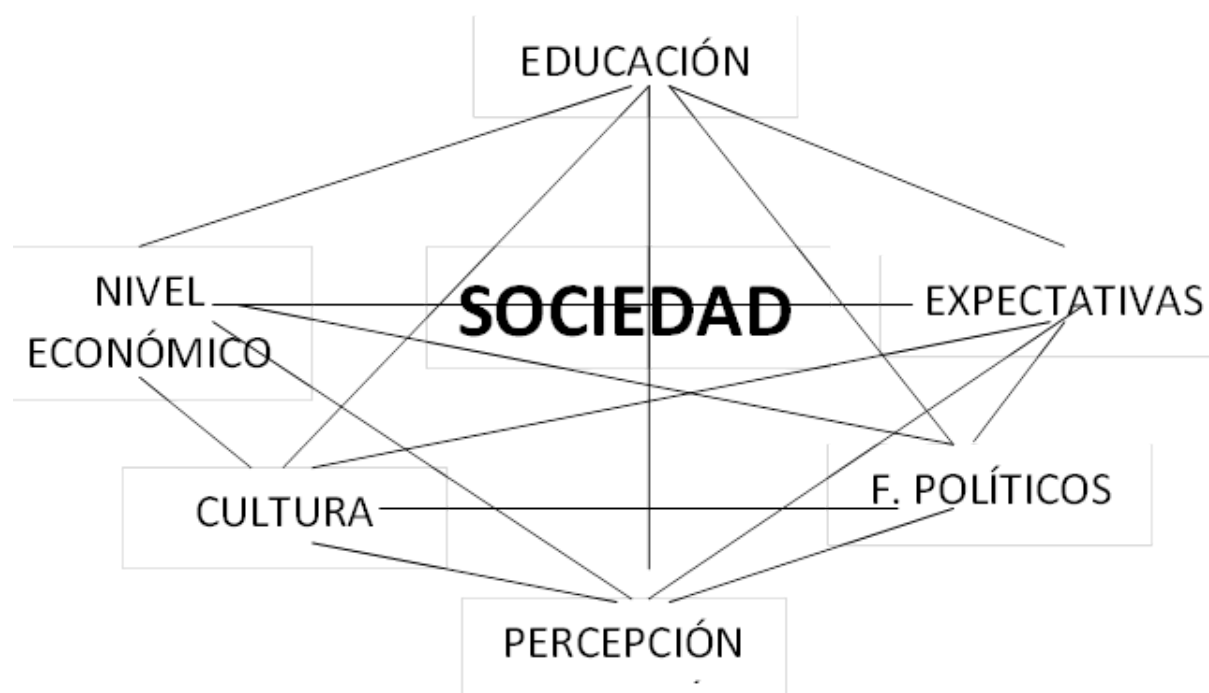 EDUCACIÓN
NIVEL
ECONÓMICO
SOCIEDAD
EXPECTATIVAS
CULTURA
F. POLÍTICOS
PERCEPCIÓN